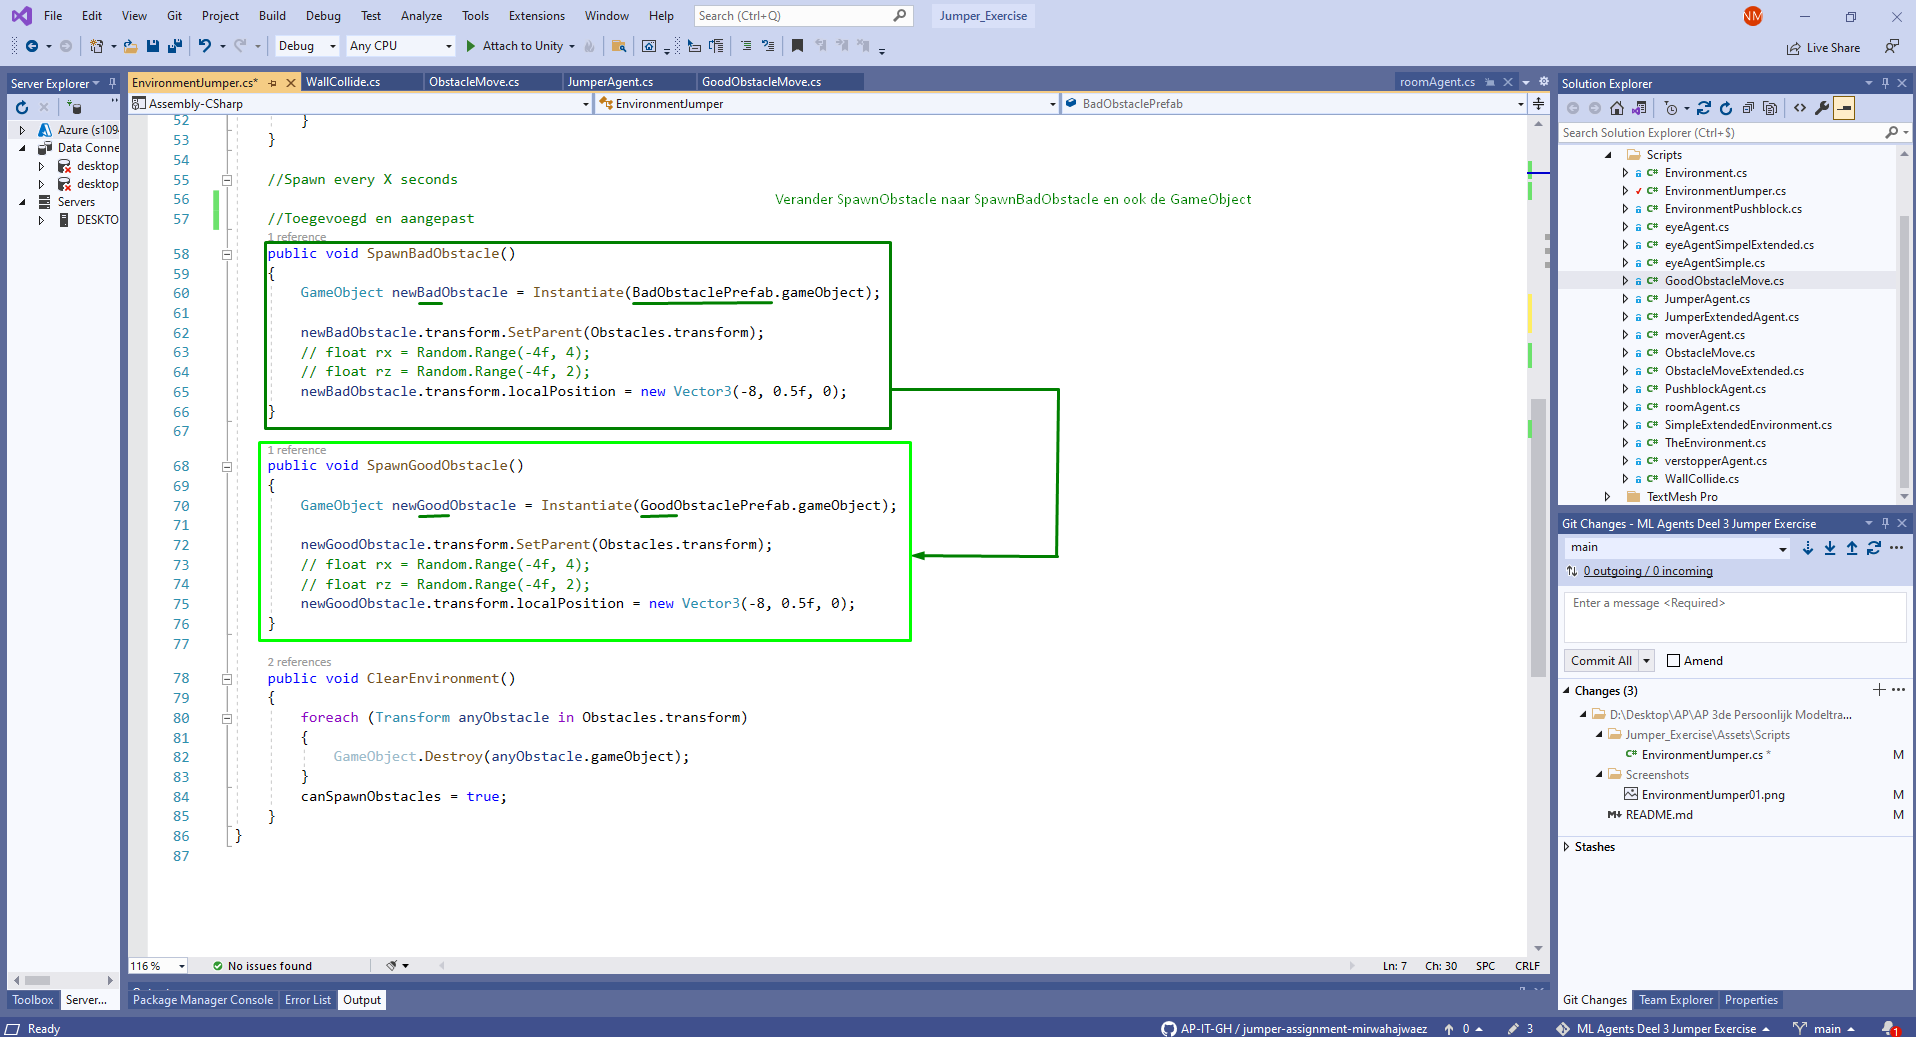 File Edit View Git Project Build Debug Test Analyze Tools Extensions Window Help Search (Ctrl+Q) Jumper_Exercise NM
Debug Any CPU Attach to Unity Live Share
Server Explorer
Azure (s109
Data Conne
desktop
desktop
Servers
DESKTO
EnvironmentJumper.cs* WallCollide.cs ObstacleMove.cs JumperAgent.cs GoodObstacleMove.cs roomAgent.cs
Assembly-CSharp EnvironmentJumper BadObstaclePrefab
52 }
53 }
54
55 //Spawn every X seconds
56 Verander SpawnObstacle naar SpawnBadObstacle en ook de GameObject
57 //Toegevoegd en aangepast
1 reference
58 public void SpawnBadObstacle()
59 {
60 GameObject newBadObstacle = Instantiate(BadObstaclePrefab.gameObject);
61
62 newBadObstacle.transform.SetParent(Obstacles.transform);
63 // float rx = Random.Range(-4f, 4);
64 // float rz = Random.Range(-4f, 2);
65 newBadObstacle.transform.localPosition = new Vector3(-8, 0.5f, 0);
66 }
67
1 reference
68 public void SpawnGoodObstacle()
69 {
70 GameObject newGoodObstacle = Instantiate(GoodObstaclePrefab.gameObject);
71
72 newGoodObstacle.transform.SetParent(Obstacles.transform);
73 // float rx = Random.Range(-4f, 4);
74 // float rz = Random.Range(-4f, 2);
75 newGoodObstacle.transform.localPosition = new Vector3(-8, 0.5f, 0);
76 }
77
2 references
78 public void ClearEnvironment()
79 {
80 foreach (Transform anyObstacle in Obstacles.transform)
81 {
82 GameObject.Destroy(anyObstacle.gameObject);
83 }
84 canSpawnObstacles = true;
85 }
86 }
87
116 % No issues found Ln: 7 Ch: 30 SPC CRLF
Toolbox Server... Package Manager Console Error List Output
Solution Explorer
Search Solution Explorer (Ctrl+$)
Scripts
C# Environment.cs
C# EnvironmentJumper.cs
C# EnvironmentPushblock.cs
C# eyeAgent.cs
C# eyeAgentSimpelExtended.cs
C# eyeAgentSimple.cs
C# GoodObstacleMove.cs
C# JumperAgent.cs
C# JumperExtendedAgent.cs
C# moverAgent.cs
C# ObstacleMove.cs
C# ObstacleMoveExtended.cs
C# PushblockAgent.cs
C# roomAgent.cs
C# SimpleExtendedEnvironment.cs
C# TheEnvironment.cs
C# verstopperAgent.cs
C# WallCollide.cs
TextMesh Pro
Git Changes - ML Agents Deel 3 Jumper Exercise
main
0 outgoing / 0 incoming
Enter a message <Required>
Commit All Amend
Changes (3)
D:\Desktop\AP\AP 3de Persoonlijk Modeltra...
Jumper_Exercise\Assets\Scripts
C# EnvironmentJumper.cs * M
Screenshots
EnvironmentJumper01.png M
README.md M
Stashes
Git Changes Team Explorer Properties
Ready AP-IT-GH / jumper-assignment-mirwahajwaez 0 3 ML Agents Deel 3 Jumper Exercise main 1